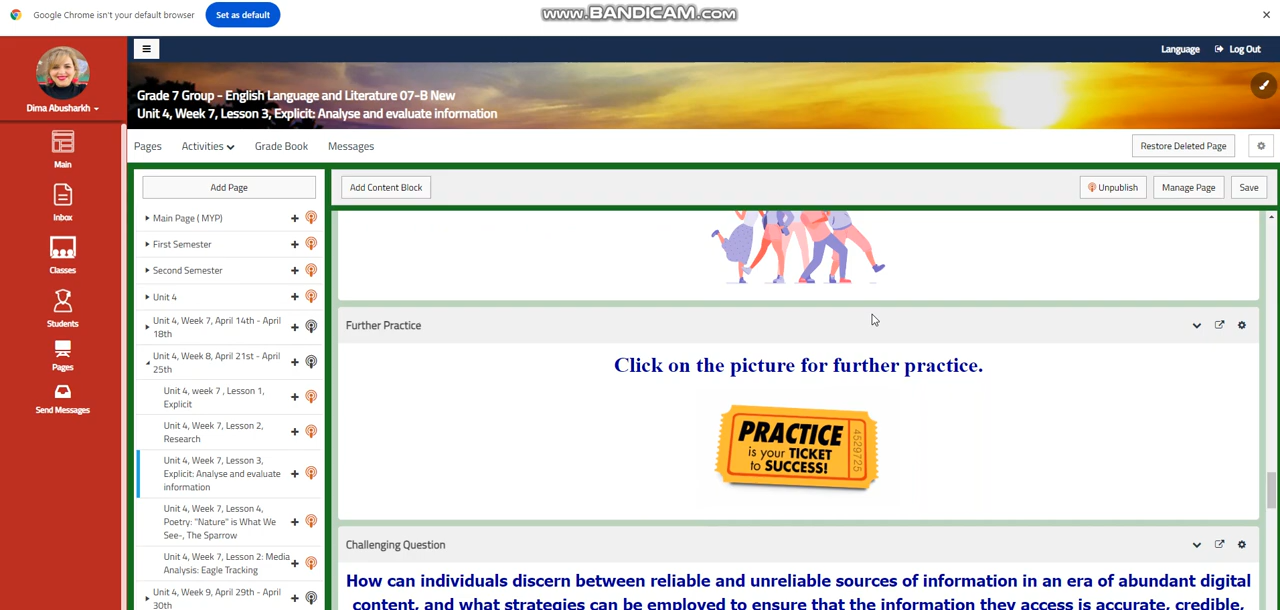 Google Chrome isn't your default browser
Set as default
www.BANDICAM.com
Language
Log Out
Dima Abusharkh
Grade 7 Group - English Language and Literature 07-B New
Unit 4, Week 7, Lesson 3, Explicit: Analyse and evaluate information
Pages
Activities
Grade Book
Messages
Restore Deleted Page
Main
Inbox
Classes
Students
Pages
Send Messages
Add Page
Main Page ( MYP)
First Semester
Second Semester
Unit 4
Unit 4, Week 7, April 14th - April
18th
Unit 4, Week 8, April 21st - April
25th
Unit 4, week 7 , Lesson 1,
Explicit
Unit 4, Week 7, Lesson 2,
Research
Unit 4, Week 7, Lesson 3,
Explicit: Analyse and evaluate
information
Unit 4, Week 7, Lesson 4,
Poetry: "Nature" is What We
See-, The Sparrow
Unit 4, Week 7, Lesson 2: Media
Analysis: Eagle Tracking
Unit 4, Week 9, April 29th - April
30th
Add Content Block
Unpublish
Manage Page
Save
Further Practice
Click on the picture for further practice.
PRACTICE
is your TICKET
to SUCCESS!
4529725
Challenging Question
How can individuals discern between reliable and unreliable sources of information in an era of abundant digital
content, and what strategies can be employed to ensure that the information they access is accurate, credible,